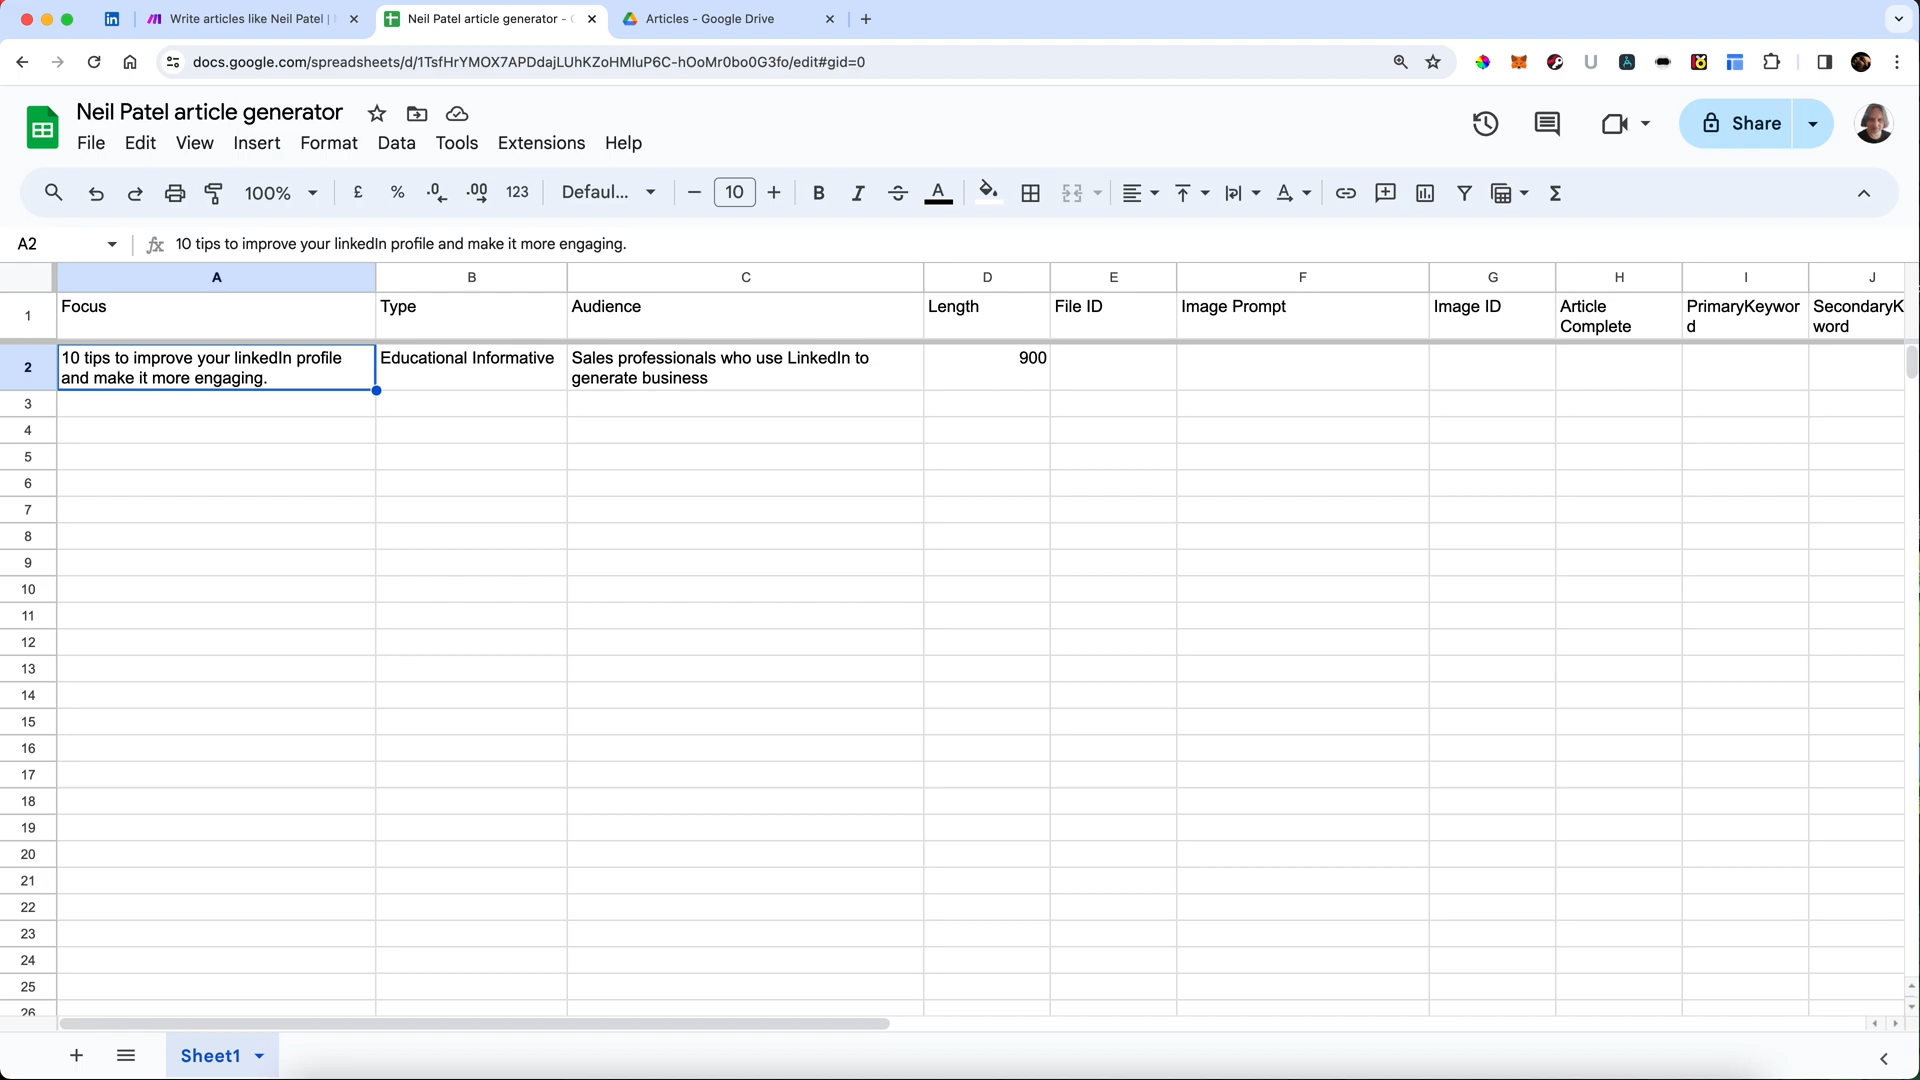 Write articles like Neil Patel |
Neil Patel article generator -
Articles - Google Drive
docs.google.com/spreadsheets/d/1TsfHrYMOX7APDdajLUhKZoHMluP6C-hOoMr0bo0G3fo/edit#gid=0
Neil Patel article generator
File Edit View Insert Format Data Tools Extensions Help
Share
100% £ % .0 .00 123 Defaul... 10 B I A
A2 fx 10 tips to improve your linkedIn profile and make it more engaging.
A B C D E F G H I J
1 Focus Type Audience Length File ID Image Prompt Image ID Article PrimaryKeywor SecondaryK
Complete d word
2 10 tips to improve your linkedIn profile Educational Informative Sales professionals who use LinkedIn to 900
and make it more engaging. generate business
3
4
5
6
7
8
9
10
11
12
13
14
15
16
17
18
19
20
21
22
23
24
25
26
Sheet1